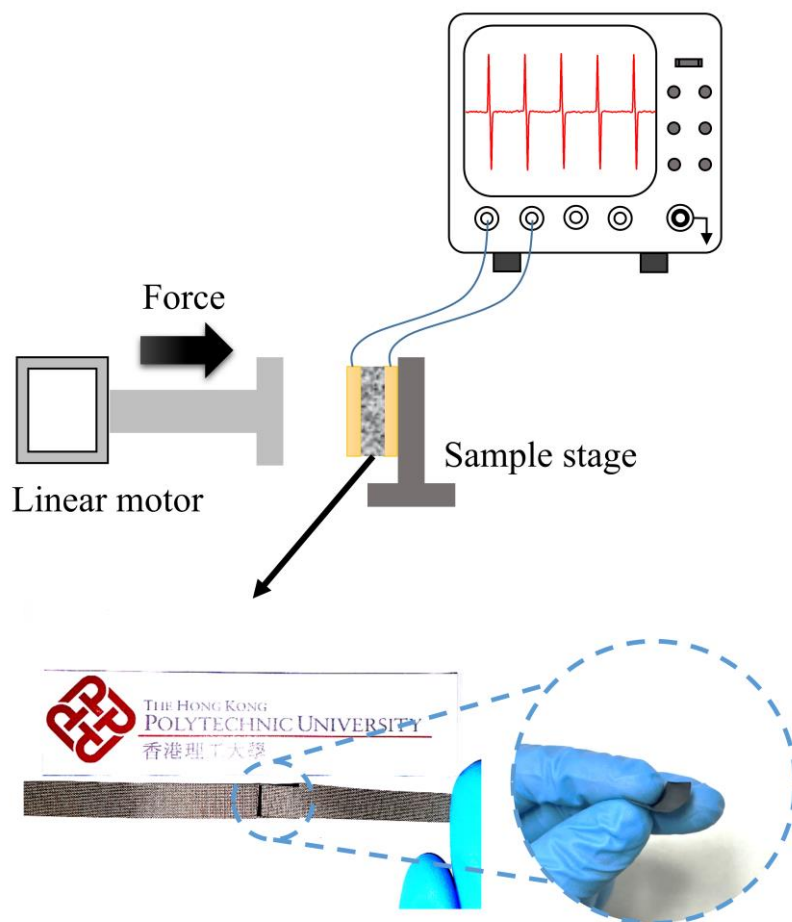 Force
Linear motor
Sample stage
THE HONG KONG
POLYTECHNIC UNIVERSITY
香港理工大學